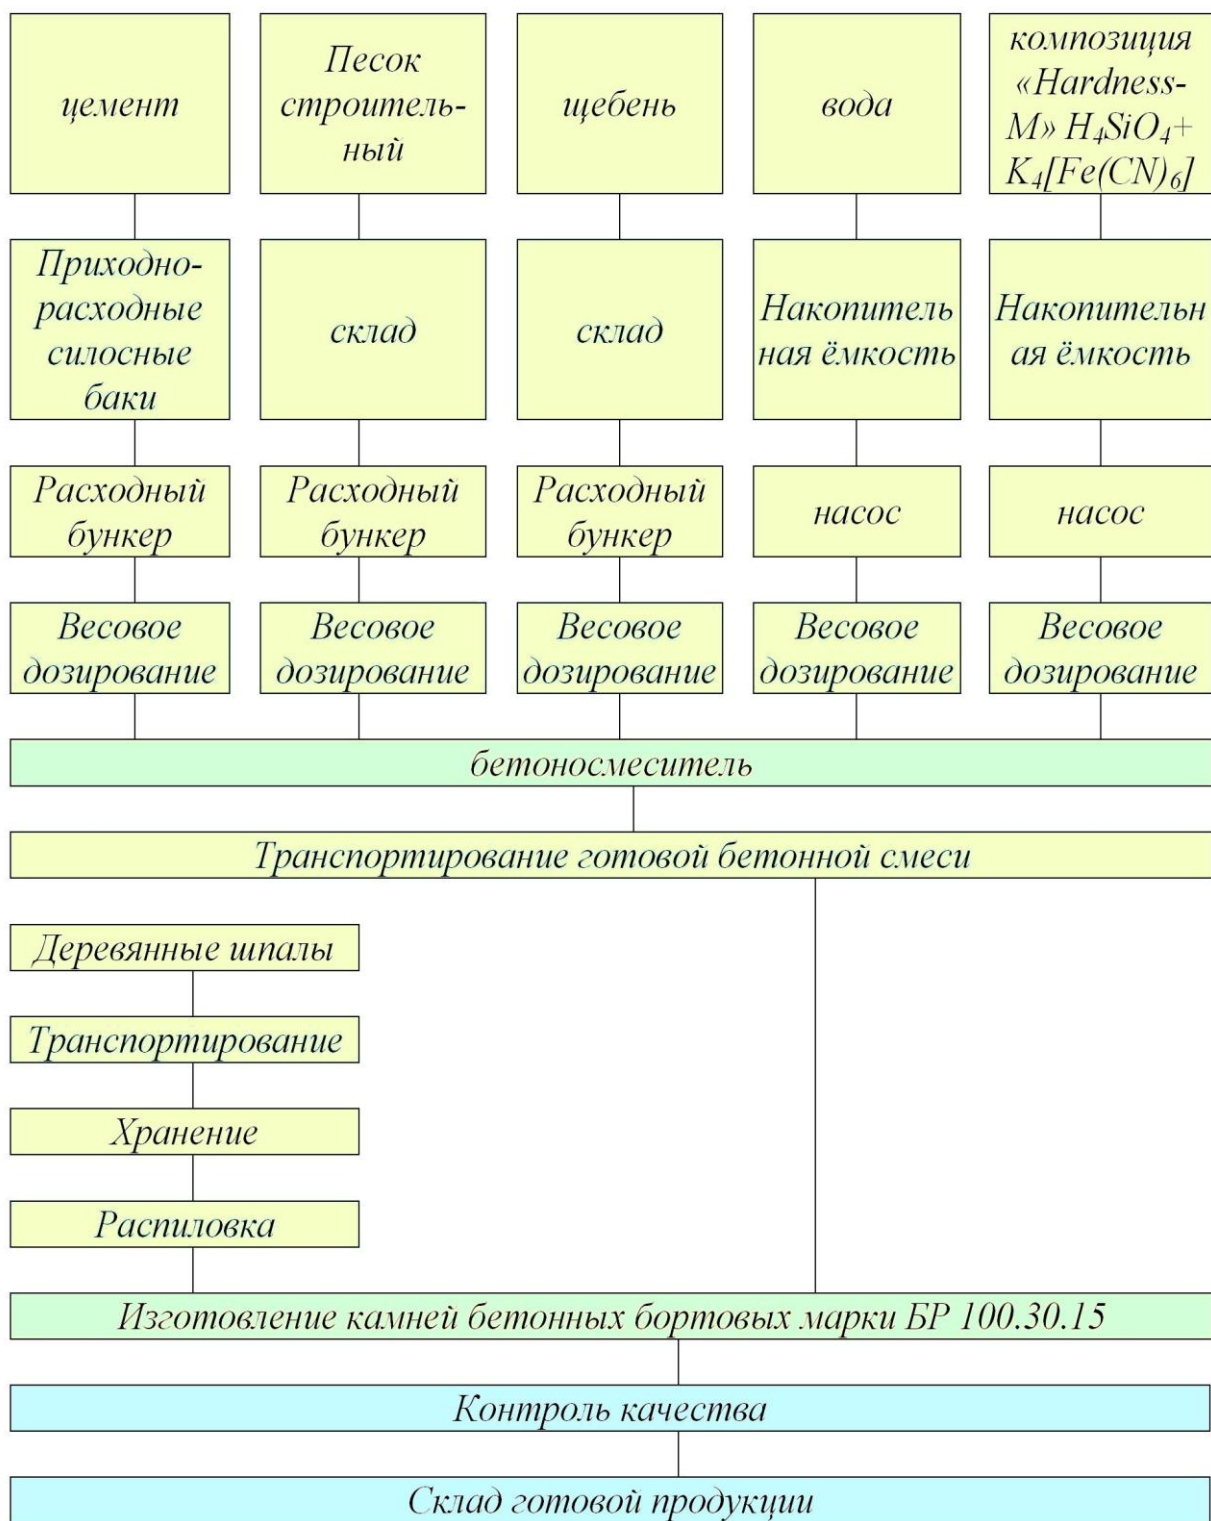 цемент
Песок
строитель-
ный
щебень
вода
композиция
«Hardness-
М» H₄SiO₄+
K₄[Fe(CN)₆]
Приходно-
расходные
силосные
баки
склад
склад
Накопитель
ная ёмкость
Накопительн
ая ёмкость
Расходный
бункер
Расходный
бункер
Расходный
бункер
насос
насос
Весовое
дозирование
Весовое
дозирование
Весовое
дозирование
Весовое
дозирование
Весовое
дозирование
бетоносмеситель
Транспортирование готовой бетонной смеси
Деревянные шпалы
Транспортирование
Хранение
Распиловка
Изготовление камней бетонных бортовых марки БР 100.30.15
Контроль качества
Склад готовой продукции